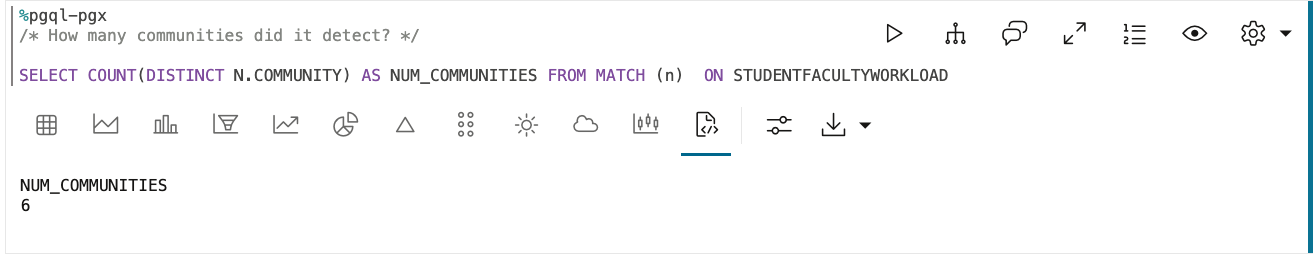 %pgql-pgx
/* How many communities did it detect? */
SELECT COUNT(DISTINCT N.COMMUNITY) AS NUM_COMMUNITIES FROM MATCH (n)  ON STUDENTFACULTYWORKLOAD
NUM_COMMUNITIES
6